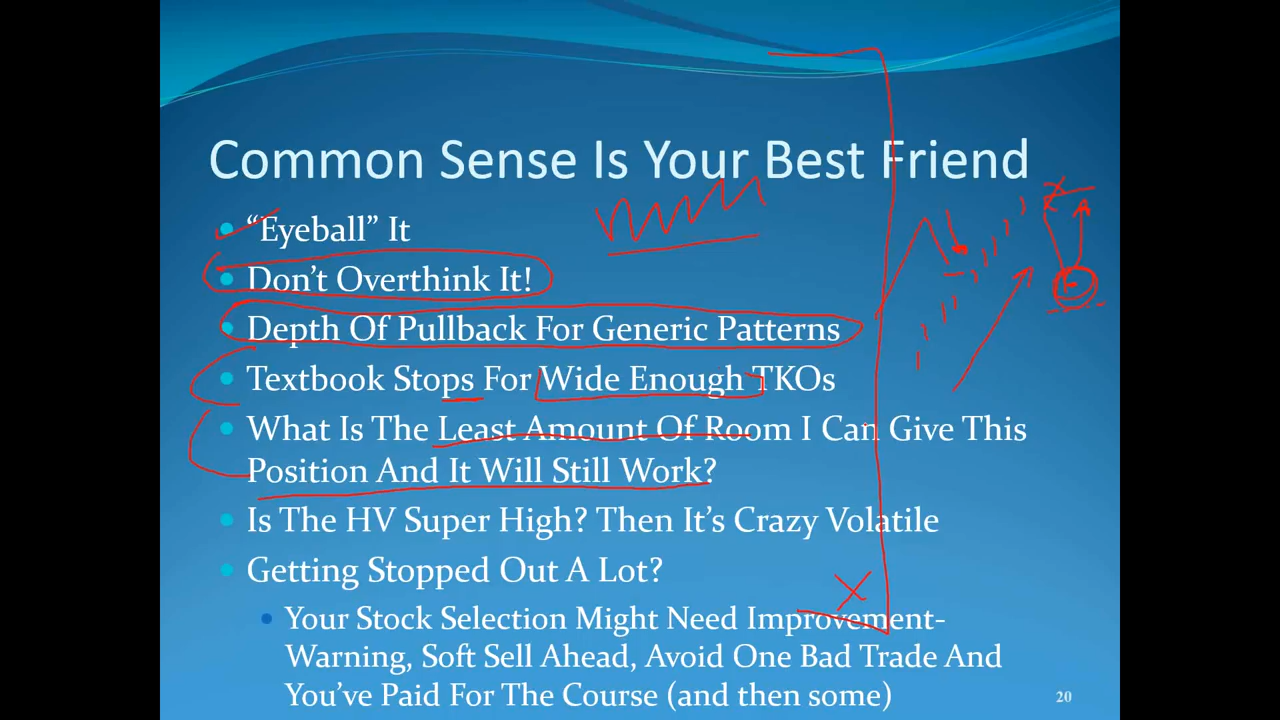 Common Sense Is Your Best Friend
“Eyeball” It
Don’t Overthink It!
Depth Of Pullback For Generic Patterns
Textbook Stops For Wide Enough TKOs
What Is The Least Amount Of Room I Can Give This
Position And It Will Still Work?
Is The HV Super High? Then It’s Crazy Volatile
Getting Stopped Out A Lot?
Your Stock Selection Might Need Improvement-
Warning, Soft Sell Ahead, Avoid One Bad Trade And
You’ve Paid For The Course (and then some)
20